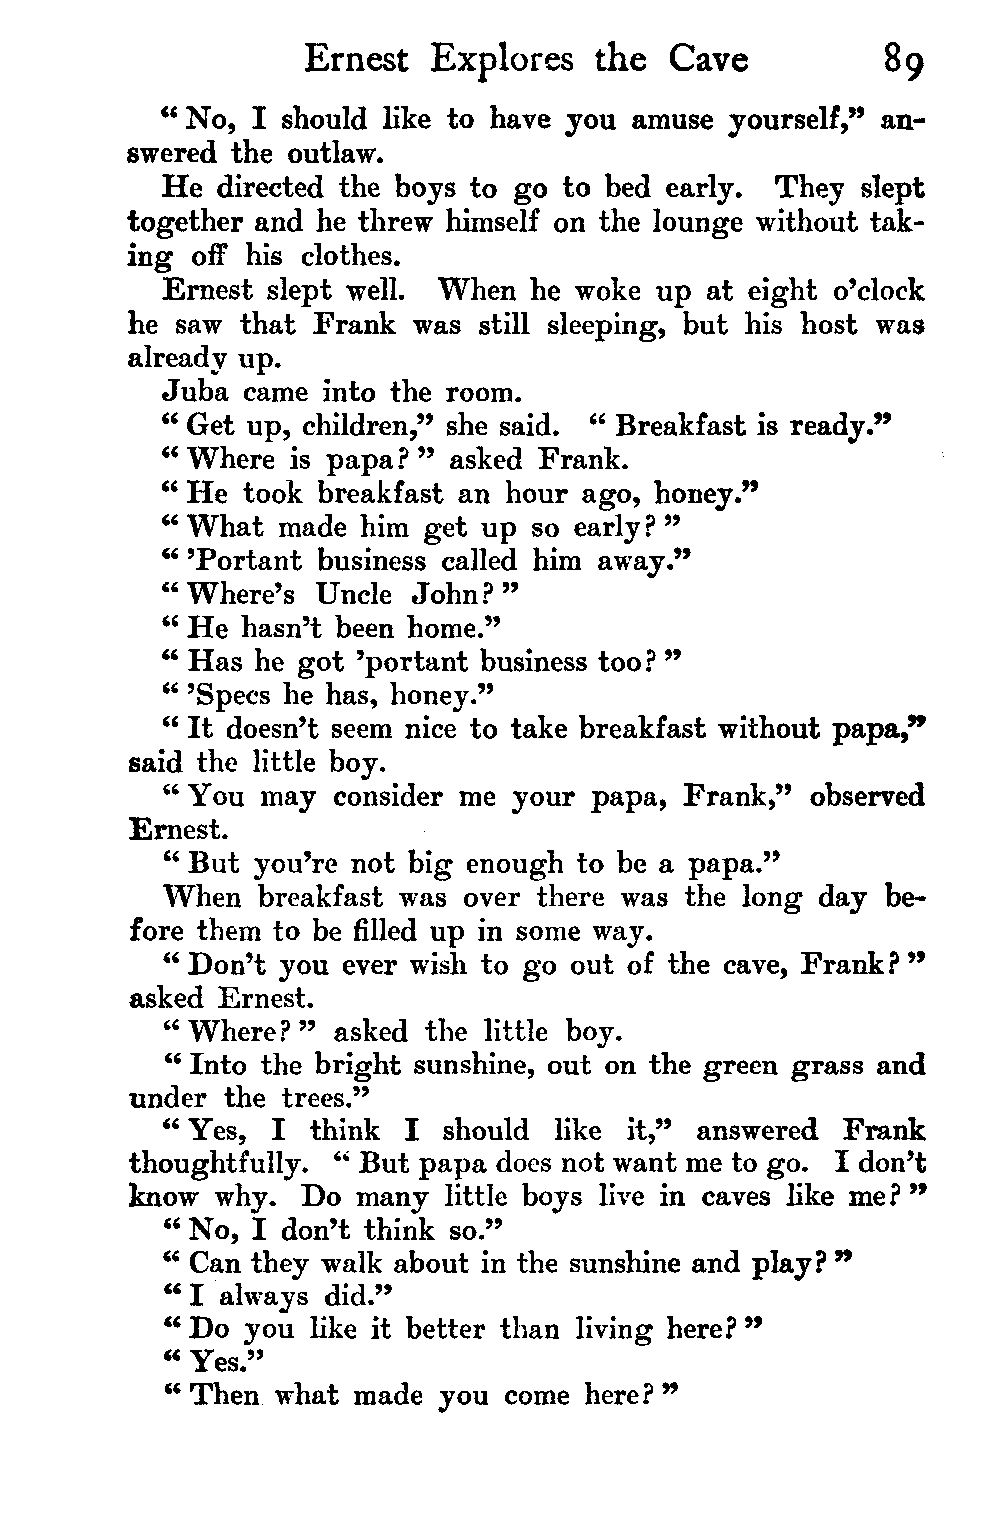 Ernest Explores the Cave 89
“ No, I should like to have you amuse yourself,” an-
swered the outlaw.
He directed the boys to go to bed early. They slept
together and he threw himself on the lounge without tak-
ing off his clothes.
Ernest slept well. When he woke up at eight o’clock
he saw that Frank was still sleeping, but his host was
already up.
Juba came into the room.
“ Get up, children,” she said. “ Breakfast is ready.”
“ Where is papa? ” asked Frank.
“ He took breakfast an hour ago, honey.”
“ What made him get up so early? ”
“ ’Portant business called him away.”
“ Where’s Uncle John? ”
“ He hasn’t been home.”
“ Has he got ’portant business too? ”
“ ’Specs he has, honey.”
“ It doesn’t seem nice to take breakfast without papa,”
said the little boy.
“ You may consider me your papa, Frank,” observed
Ernest.
“ But you’re not big enough to be a papa.”
When breakfast was over there was the long day be-
fore them to be filled up in some way.
“ Don’t you ever wish to go out of the cave, Frank? ”
asked Ernest.
“ Where? ” asked the little boy.
“ Into the bright sunshine, out on the green grass and
under the trees.”
“ Yes, I think I should like it,” answered Frank
thoughtfully. “ But papa does not want me to go. I don’t
know why. Do many little boys live in caves like me? ”
“ No, I don’t think so.”
“ Can they walk about in the sunshine and play? ”
“ I always did.”
“ Do you like it better than living here? ”
“ Yes.”
“ Then what made you come here? ”